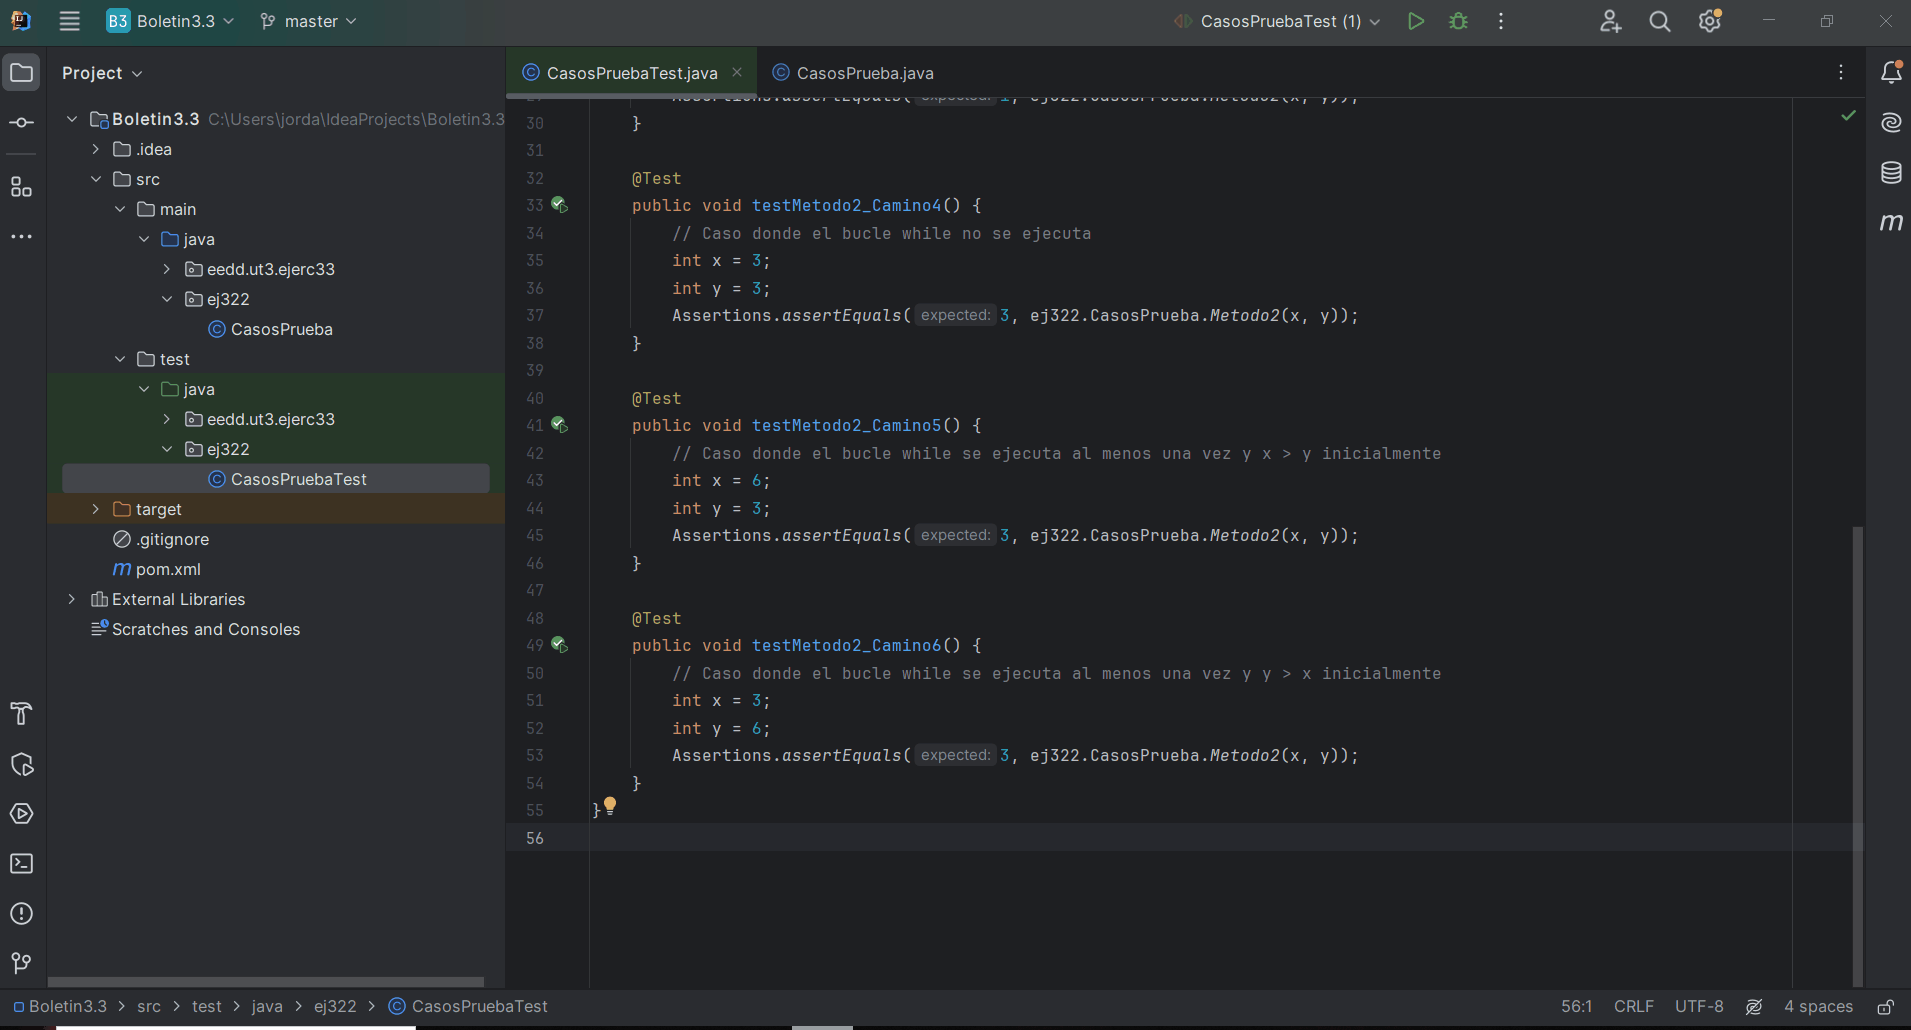 B3 Boletin3.3 master CasosPruebaTest (1)
Project
Boletin3.3 C:\Users\jorda\IdeaProjects\Boletin3.3
.idea
src
main
java
eedd.ut3.ejerc33
ej322
CasosPrueba
test
java
eedd.ut3.ejerc33
ej322
CasosPruebaTest
target
.gitignore
m pom.xml
External Libraries
Scratches and Consoles
CasosPruebaTest.java CasosPrueba.java
Assertions.assertEquals( expected: 1, ej322.CasosPrueba.Metodo2(x, y));
30 }
31
32 @Test
33 public void testMetodo2_Camino4() {
34 // Caso donde el bucle while no se ejecuta
35 int x = 3;
36 int y = 3;
37 Assertions.assertEquals( expected: 3, ej322.CasosPrueba.Metodo2(x, y));
38 }
39
40 @Test
41 public void testMetodo2_Camino5() {
42 // Caso donde el bucle while se ejecuta al menos una vez y x > y inicialmente
43 int x = 6;
44 int y = 3;
45 Assertions.assertEquals( expected: 3, ej322.CasosPrueba.Metodo2(x, y));
46 }
47
48 @Test
49 public void testMetodo2_Camino6() {
50 // Caso donde el bucle while se ejecuta al menos una vez y y > x inicialmente
51 int x = 3;
52 int y = 6;
53 Assertions.assertEquals( expected: 3, ej322.CasosPrueba.Metodo2(x, y));
54 }
55 }
56
m
Boletin3.3 > src > test > java > ej322 > CasosPruebaTest 56:1 CRLF UTF-8 4 spaces